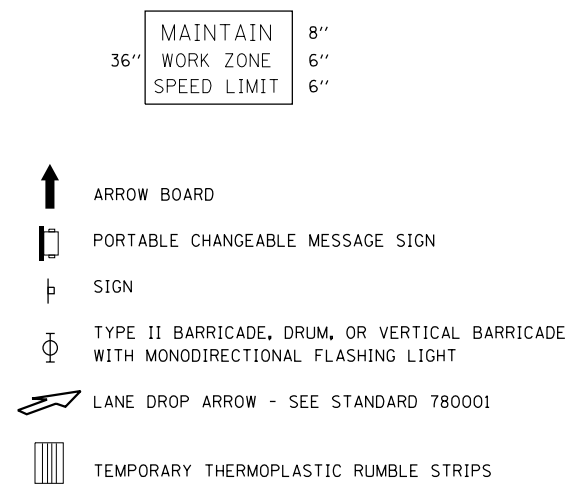 MAINTAIN 8''
36'' WORK ZONE 6''
SPEED LIMIT 6''
ARROW BOARD
PORTABLE CHANGEABLE MESSAGE SIGN
SIGN
TYPE II BARRICADE, DRUM, OR VERTICAL BARRICADE
WITH MONODIRECTIONAL FLASHING LIGHT
LANE DROP ARROW - SEE STANDARD 780001
TEMPORARY THERMOPLASTIC RUMBLE STRIPS